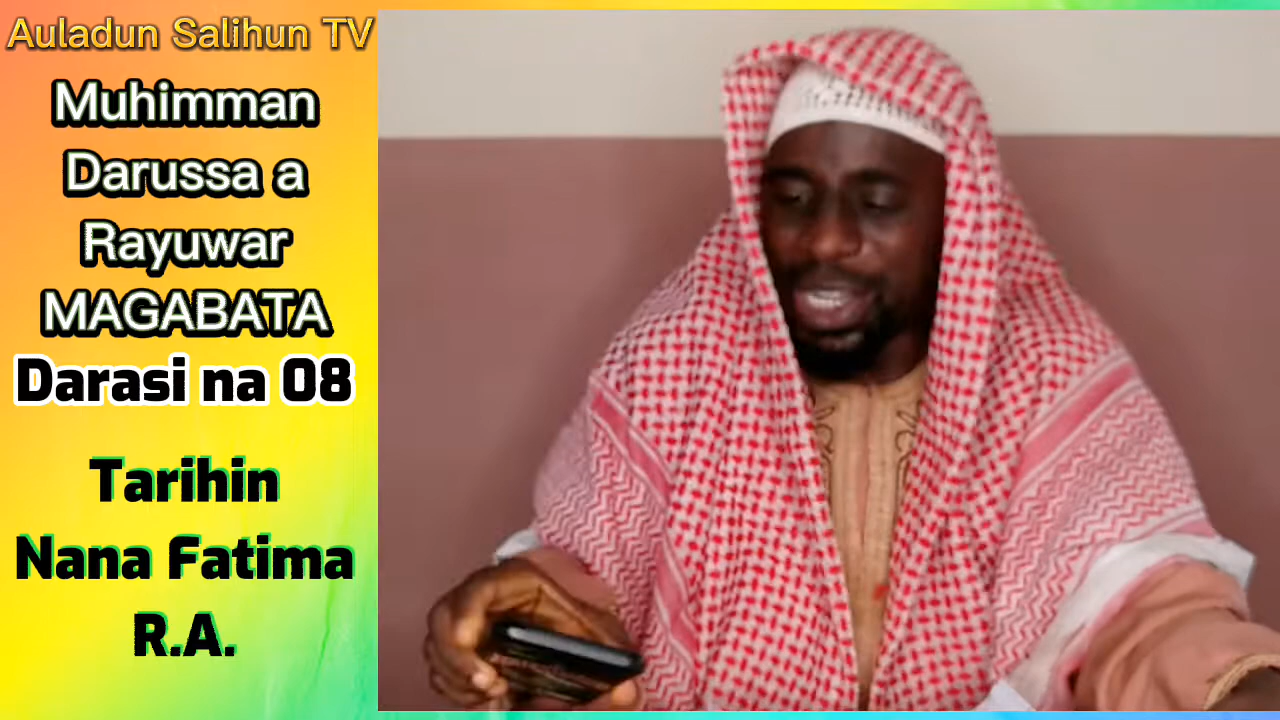 Auladun Salihun TV
Muhimman
Darussa a
Rayuwar
MAGABATA
Darasi na 08
Tarihin
Nana Fatima
R.A.